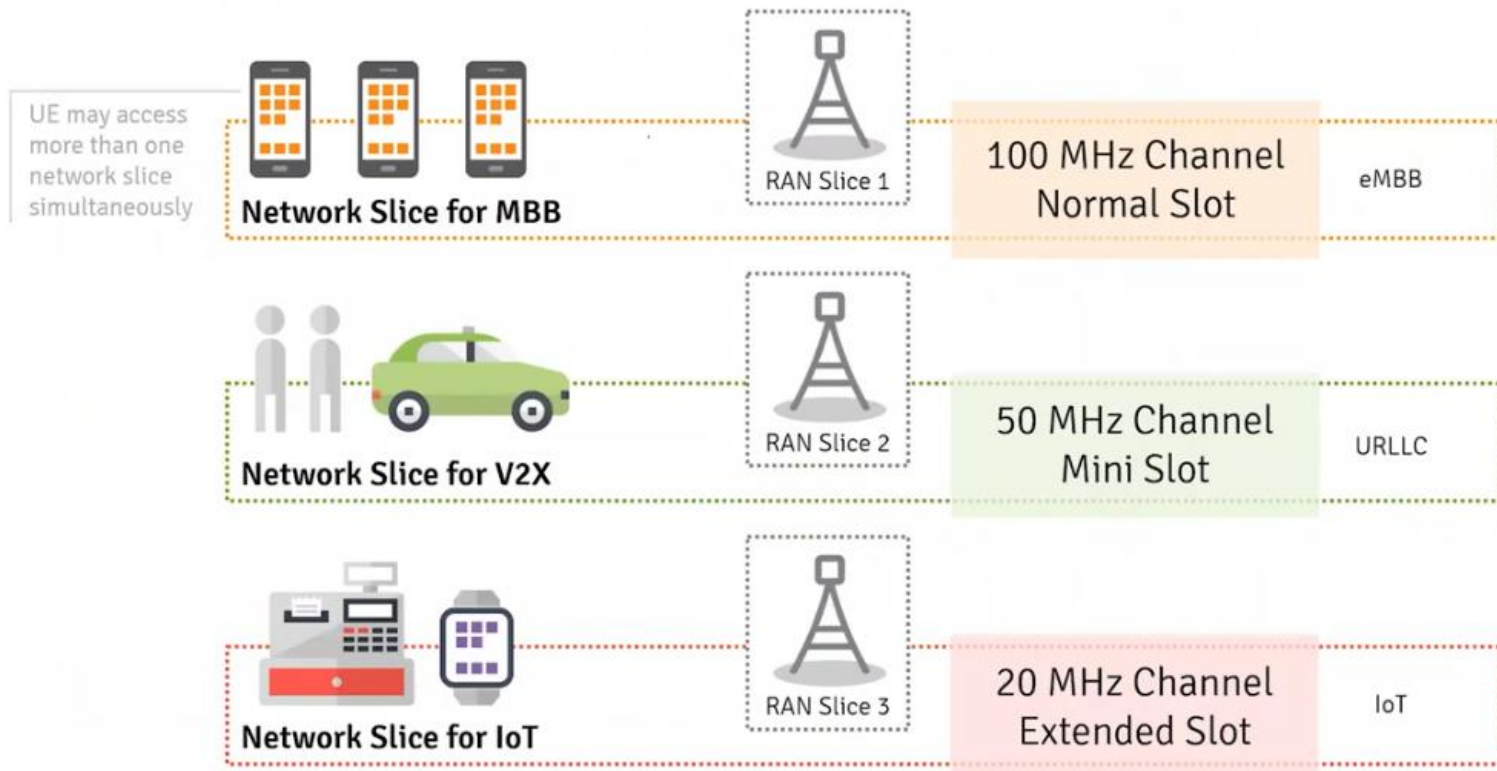 UE may access
more than one
network slice
simultaneously
Network Slice for MBB
RAN Slice 1
100 MHz Channel
Normal Slot
eMBB
Network Slice for V2X
RAN Slice 2
50 MHz Channel
Mini Slot
URLLC
Network Slice for IoT
RAN Slice 3
20 MHz Channel
Extended Slot
IoT